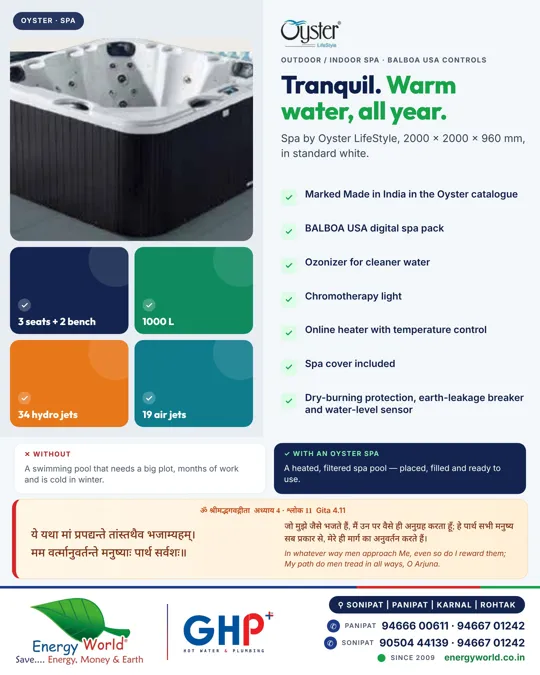 OYSTER · SPA
Oyster®
LifeStyle
OUTDOOR / INDOOR SPA · BALBOA USA CONTROLS
Tranquil. Warm
water, all year.
Spa by Oyster LifeStyle, 2000 × 2000 × 960 mm,
in standard white.
Marked Made in India in the Oyster catalogue
BALBOA USA digital spa pack
Ozonizer for cleaner water
Chromotherapy light
Online heater with temperature control
Spa cover included
Dry-burning protection, earth-leakage breaker
and water-level sensor
3 seats + 2 bench
1000 L
34 hydro jets
19 air jets
× WITHOUT
A swimming pool that needs a big plot, months of work
and is cold in winter.
✓ WITH AN OYSTER SPA
A heated, filtered spa pool — placed, filled and ready to
use.
ॐ श्रीमद्भगवद्गीता अध्याय 4 · श्लोक 11 Gita 4.11
ये यथा मां प्रपद्यन्ते तांस्तथैव भजाम्यहम्।
मम वर्त्मानुवर्तन्ते मनुष्याः पार्थ सर्वशः॥
जो मुझे जैसे भजते हैं, मैं उन पर वैसे ही अनुग्रह करता हूँ; हे पार्थ सभी मनुष्य
सब प्रकार से, मेरे ही मार्ग का अनुवर्तन करते हैं।
In whatever way men approach Me, even so do I reward them;
My path do men tread in all ways, O Arjuna.
Energy World
Save.... Energy, Money & Earth
GHP+
HOT WATER & PLUMBING
SONIPAT | PANIPAT | KARNAL | ROHTAK
PANIPAT 94666 00611 · 94667 01242
SONIPAT 90504 44139 · 94667 01242
SINCE 2009 energyworld.co.in